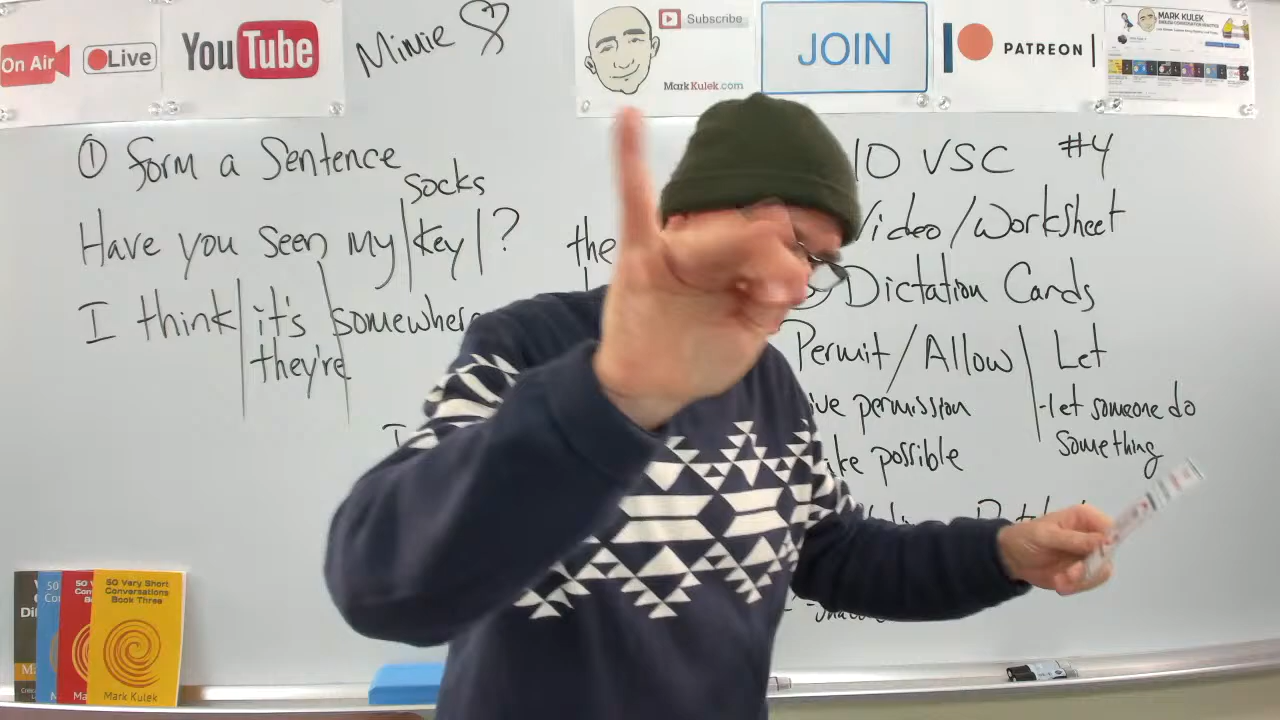 On Air
Live
YouTube
Mimie
Subscribe
MarkKulek.com
JOIN
PATREON
MARK KULEK
① Form a Sentence
socks
Have you seen my | key | ?
I think | it's | somewhere
they're
the
10 VSC #4
Video/Worksheet
Dictation Cards
Permit/Allow | Let
give permission
make possible
-let someone do
something
50 Very Short
Conversations
Book Three
Mark Kulek